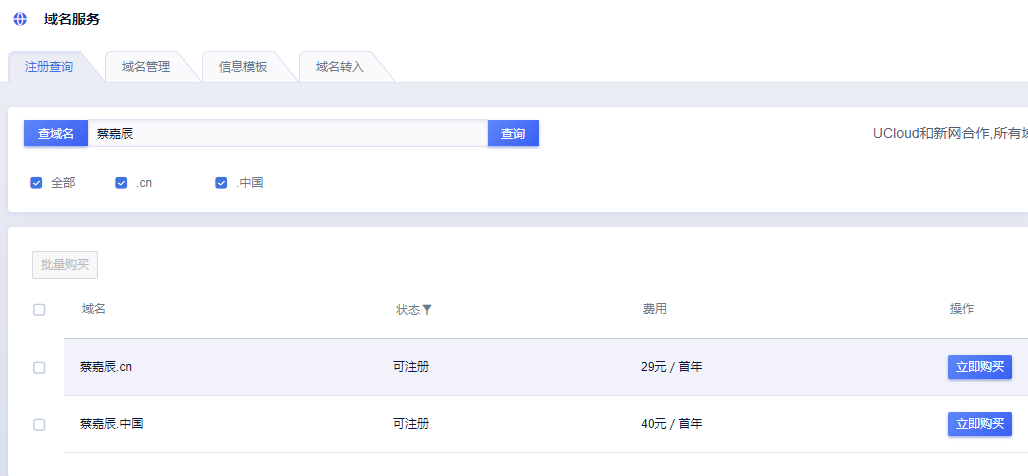 域名服务
注册查询 域名管理 信息模板 域名转入
查域名 蔡嘉辰 查询 UCloud和新网合作,所有
全部 .cn .中国
批量购买
域名 状态 费用 操作
蔡嘉辰.cn 可注册 29元 / 首年 立即购买
蔡嘉辰.中国 可注册 40元 / 首年 立即购买